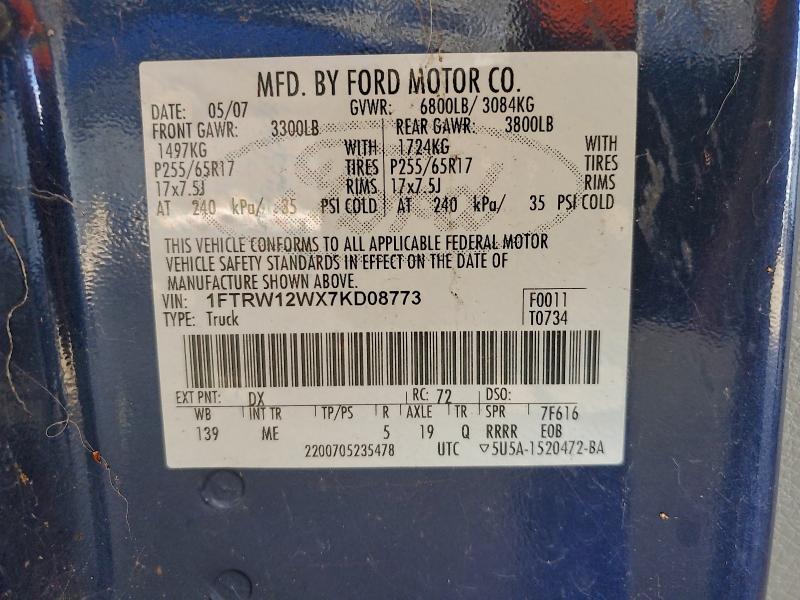 MFD. BY FORD MOTOR CO.
DATE: 05/07 GVWR: 6800LB/ 3084KG
FRONT GAWR: 3300LB REAR GAWR: 3800LB
1497KG WITH 1724KG WITH
P255/65R17 TIRES P255/65R17 TIRES
17x7.5J RIMS 17x7.5J RIMS
AT 240 kPa/ 35 PSI COLD AT 240 kPa/ 35 PSI COLD
THIS VEHICLE CONFORMS TO ALL APPLICABLE FEDERAL MOTOR
VEHICLE SAFETY STANDARDS IN EFFECT ON THE DATE OF
MANUFACTURE SHOWN ABOVE.
VIN: 1FTRW12WX7KD08773 F0011
TYPE: Truck T0734
EXT PNT: DX RC: 72 DSO:
WB INT TR TP/PS R AXLE TR SPR 7F616
139 ME 5 19 Q RRRR EOB
2200705235478 UTC ▽5U5A-1520472-BA